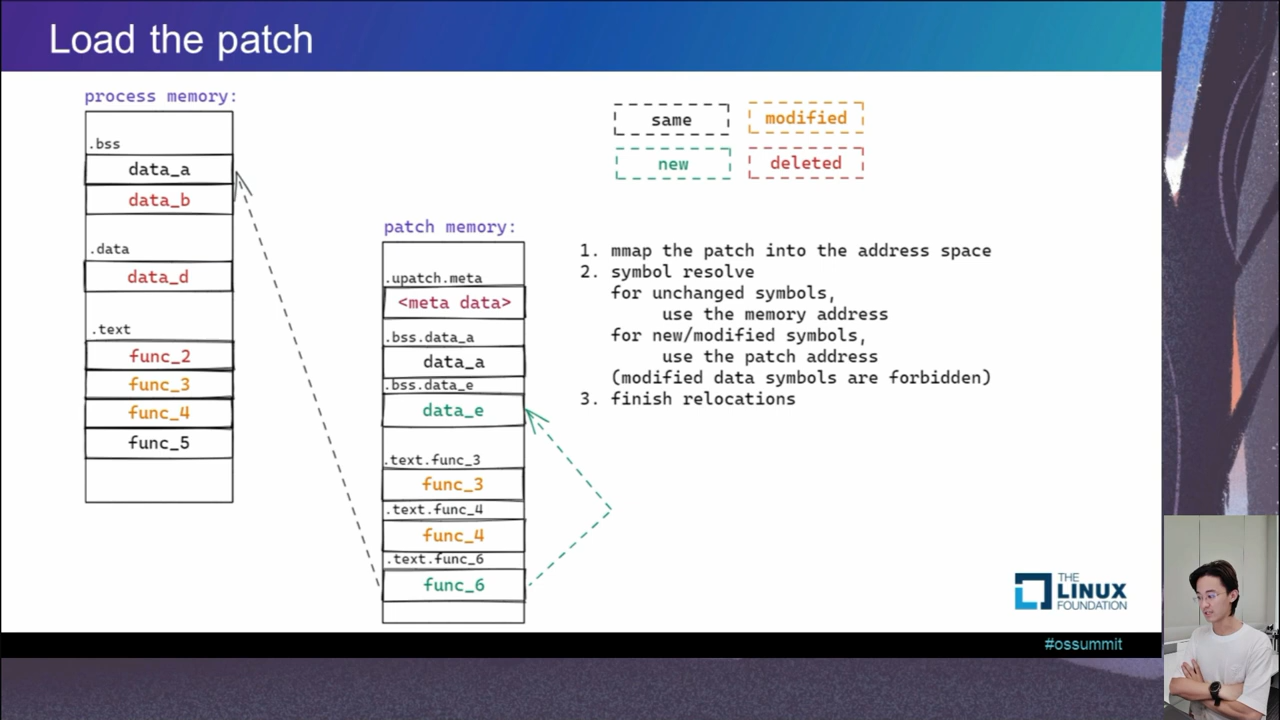 Load the patch
process memory:
.bss
data_a
data_b
.data
data_d
.text
func_2
func_3
func_4
func_5
patch memory:
.upatch.meta
<meta data>
.bss.data_a
data_a
.bss.data_e
data_e
.text.func_3
func_3
.text.func_4
func_4
.text.func_6
func_6
same
modified
new
deleted
1. mmap the patch into the address space
2. symbol resolve
for unchanged symbols,
use the memory address
for new/modified symbols,
use the patch address
(modified data symbols are forbidden)
3. finish relocations
THE
LINUX
FOUNDATION
#ossummit